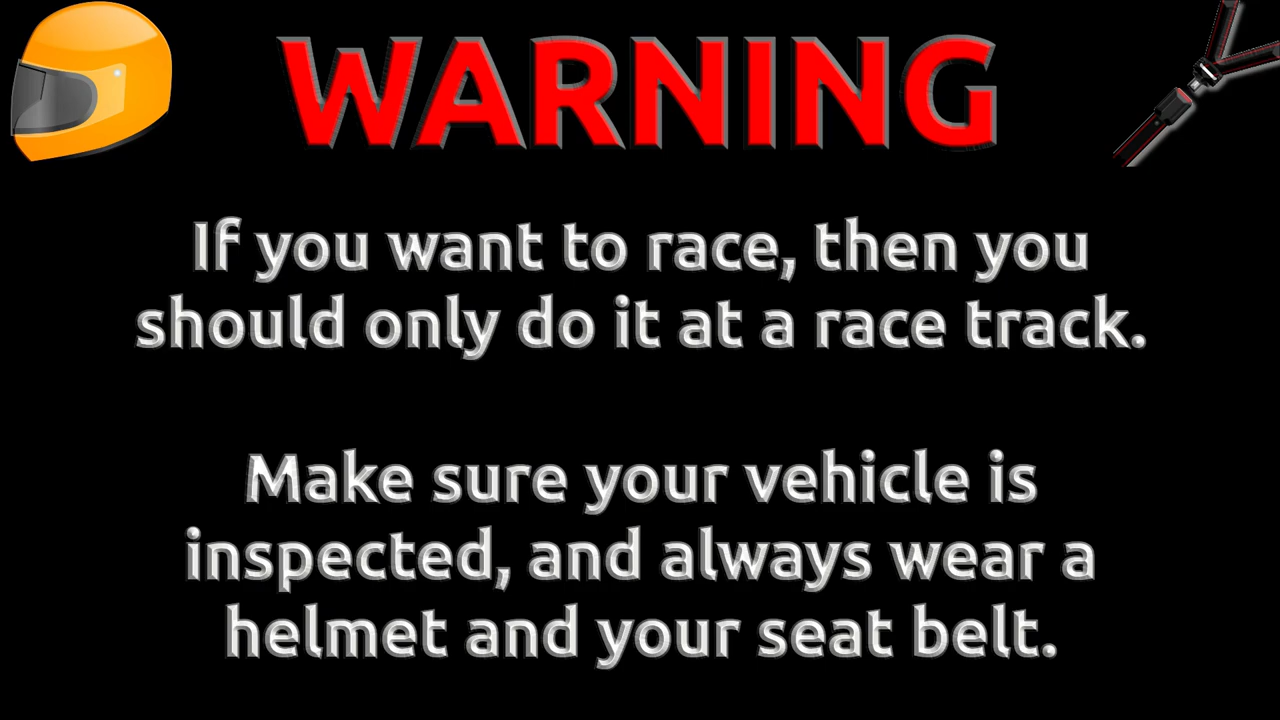 WARNING
If you want to race, then you
should only do it at a race track.
Make sure your vehicle is
inspected, and always wear a
helmet and your seat belt.